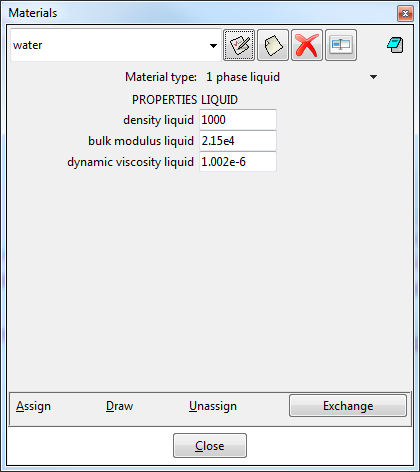 Materials
water
Material type: 1 phase liquid
PROPERTIES LIQUID
density liquid 1000
bulk modulus liquid 2.15e4
dynamic viscosity liquid 1.002e-6
Assign Draw Unassign Exchange
Close